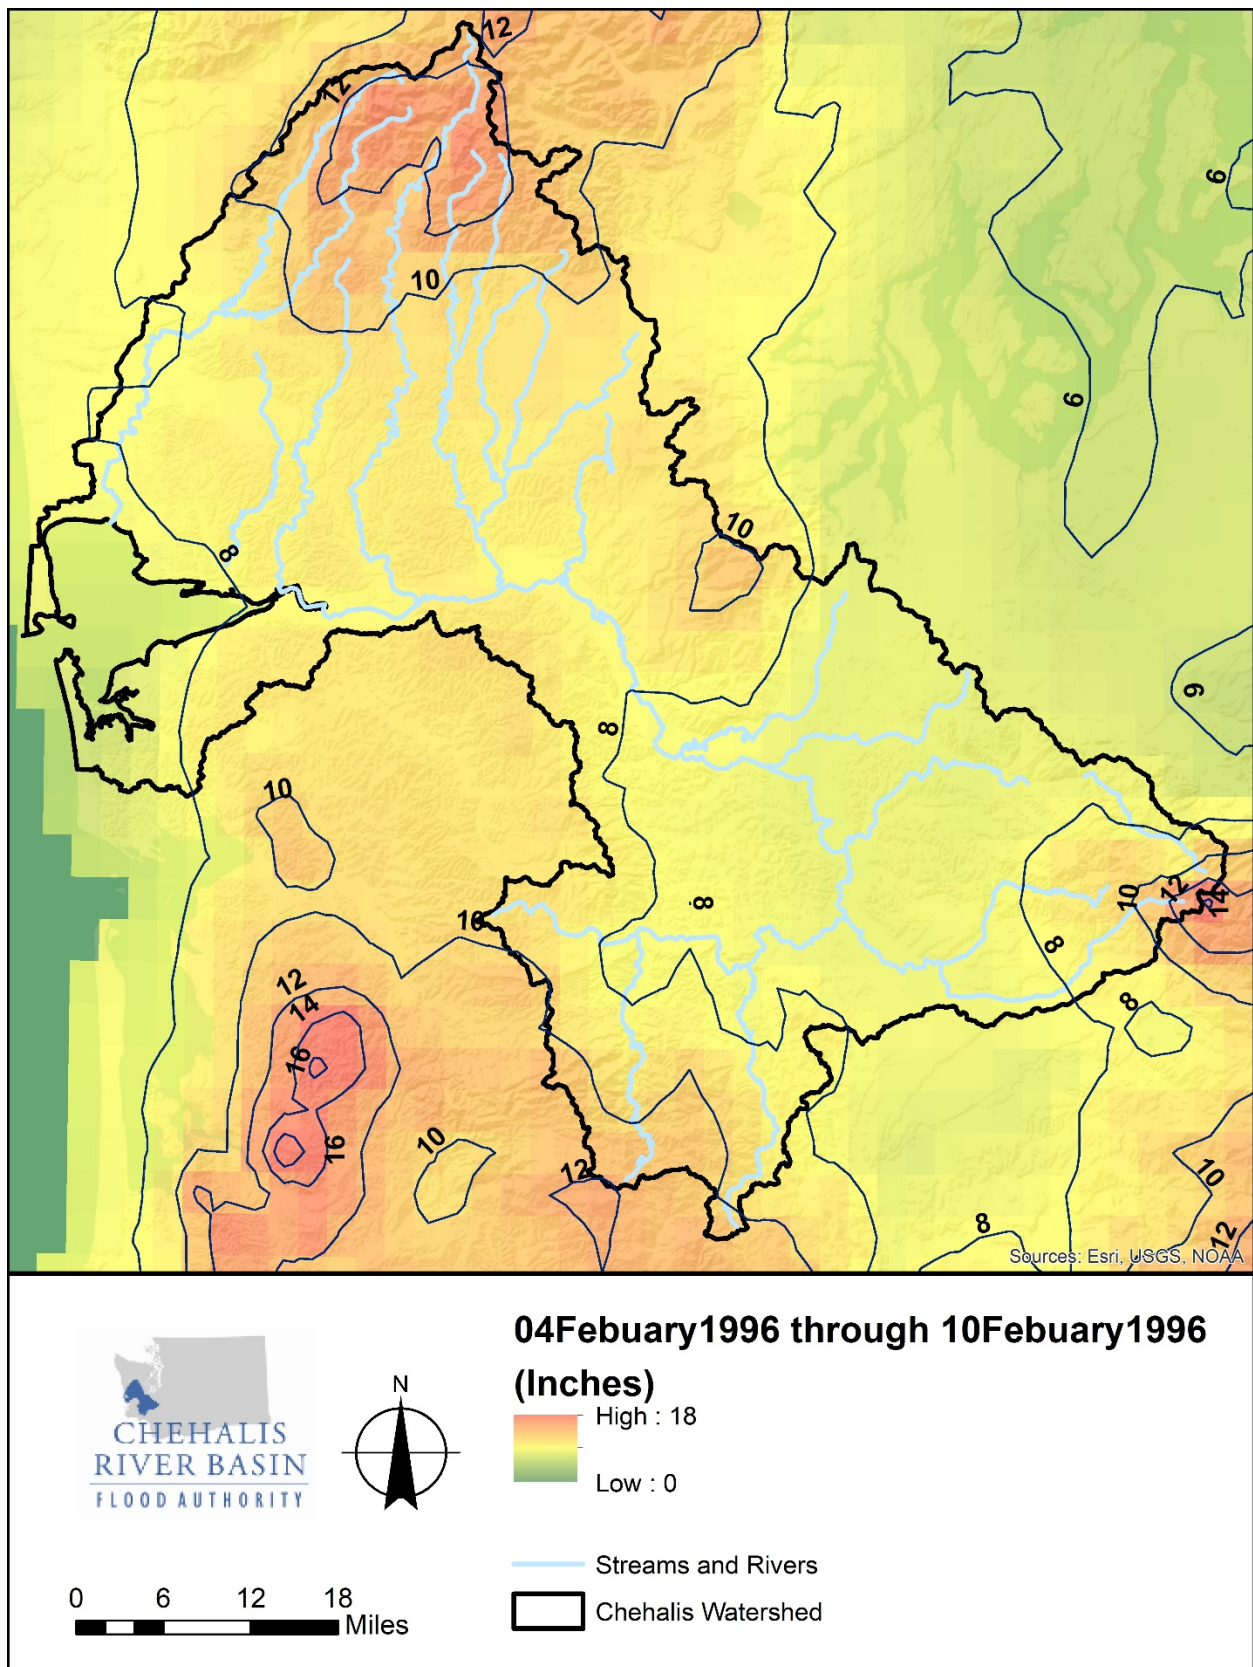 12
12
6
10
6
10
8
6
8
10
8
10
12
14
10
8
12
14
8
16
16
10
12
10
8
12
Sources: Esri, USGS, NOAA
04Febuary1996 through 10Febuary1996
(Inches)
High : 18
Low : 0
N
CHEHALIS
RIVER BASIN
FLOOD AUTHORITY
Streams and Rivers
Chehalis Watershed
0 6 12 18
Miles